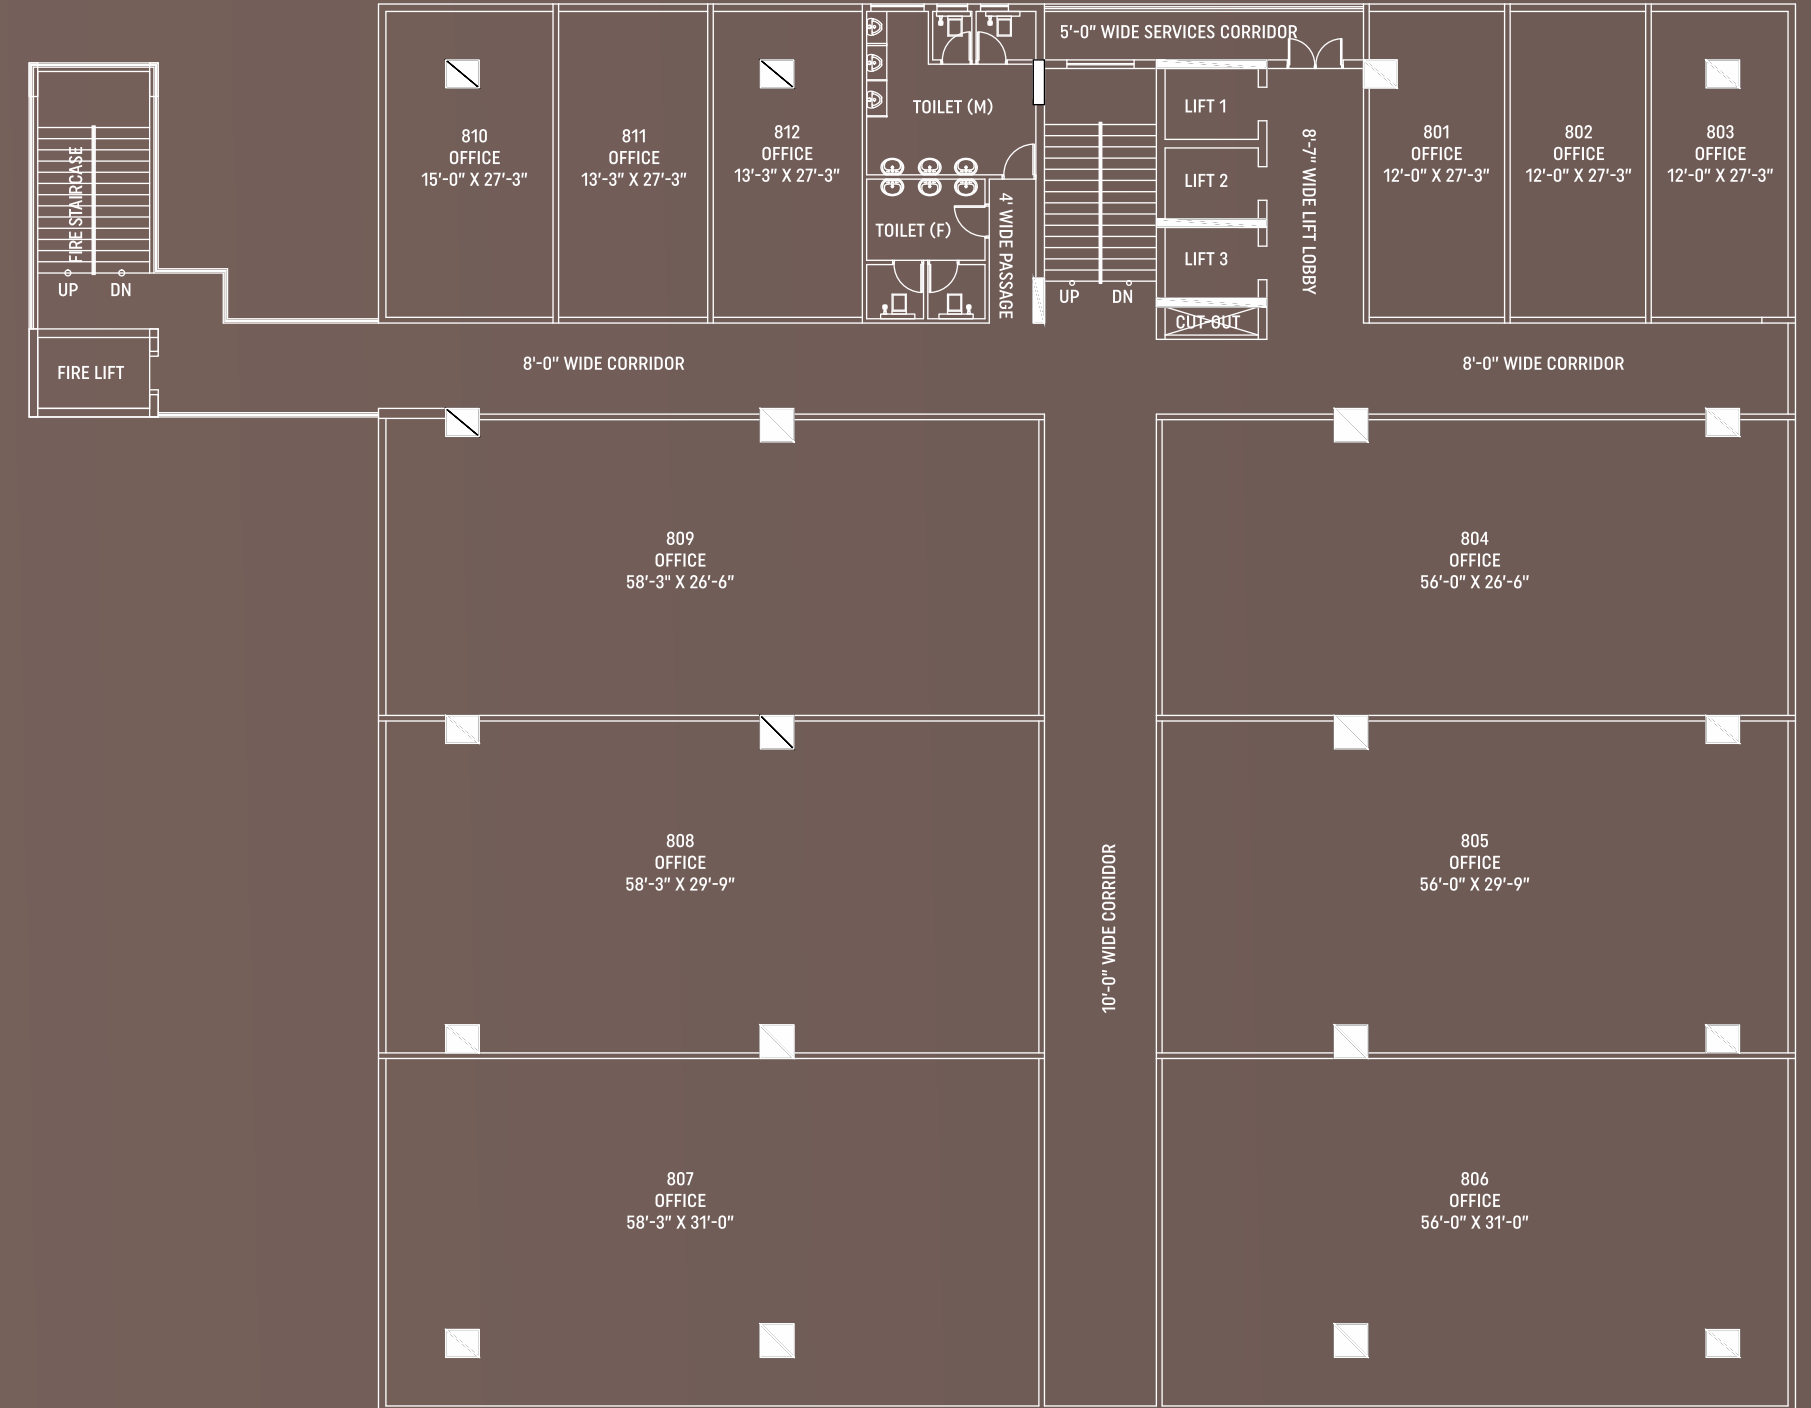 5'-0" WIDE SERVICES CORRIDOR
FIRE STAIRCASE
UP
DN
FIRE LIFT
810
OFFICE
15'-0" X 27'-3"
811
OFFICE
13'-3" X 27'-3"
812
OFFICE
13'-3" X 27'-3"
TOILET (M)
TOILET (F)
4' WIDE PASSAGE
UP
DN
LIFT 1
LIFT 2
LIFT 3
CUT OUT
8'-7" WIDE LIFT LOBBY
801
OFFICE
12'-0" X 27'-3"
802
OFFICE
12'-0" X 27'-3"
803
OFFICE
12'-0" X 27'-3"
8'-0" WIDE CORRIDOR
8'-0" WIDE CORRIDOR
809
OFFICE
58'-3" X 26'-6"
804
OFFICE
56'-0" X 26'-6"
808
OFFICE
58'-3" X 29'-9"
10'-0" WIDE CORRIDOR
805
OFFICE
56'-0" X 29'-9"
807
OFFICE
58'-3" X 31'-0"
806
OFFICE
56'-0" X 31'-0"